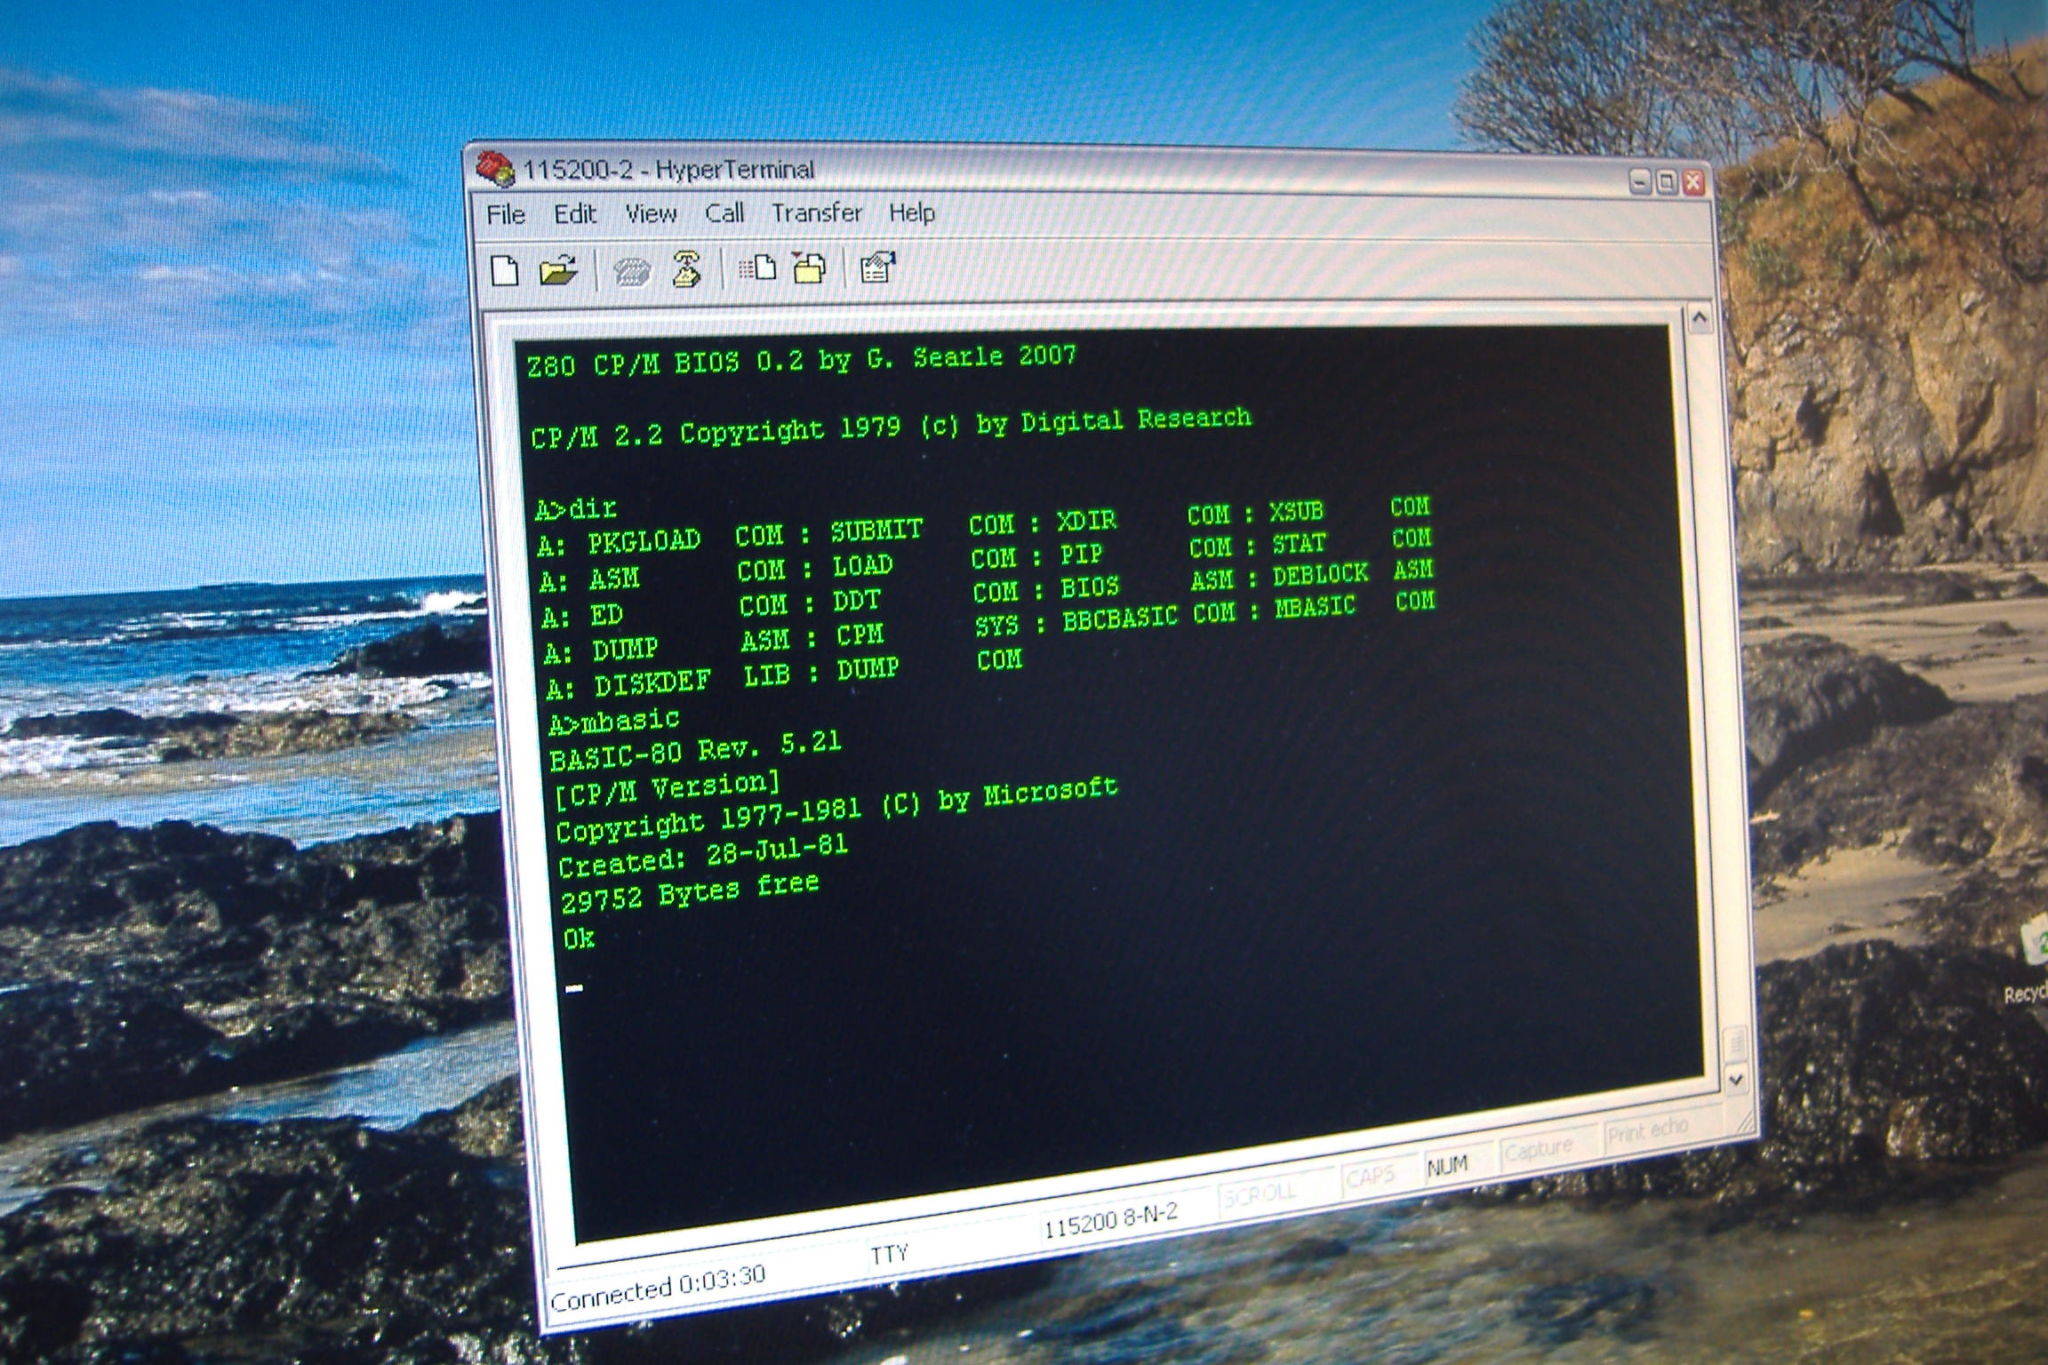 115200-2 - HyperTerminal
File Edit View Call Transfer Help
Z80 CP/M BIOS 0.2 by G. Searle 2007
CP/M 2.2 Copyright 1979 (c) by Digital Research
A>dir
A: PKGLOAD COM : SUBMIT COM : XDIR COM : XSUB COM
A: ASM COM : LOAD COM : PIP COM : STAT COM
A: ED COM : DDT COM : BIOS ASM : DEBLOCK ASM
A: DUMP ASM : CPM SYS : BBCBASIC COM : MBASIC COM
A: DISKDEF LIB : DUMP COM
A>mbasic
BASIC-80 Rev. 5.21
[CP/M Version]
Copyright 1977-1981 (C) by Microsoft
Created: 28-Jul-81
29752 Bytes free
Ok
Recycl
Connected 0:03:30 TTY 115200 8-N-2 SCROLL CAPS NUM Capture Print echo